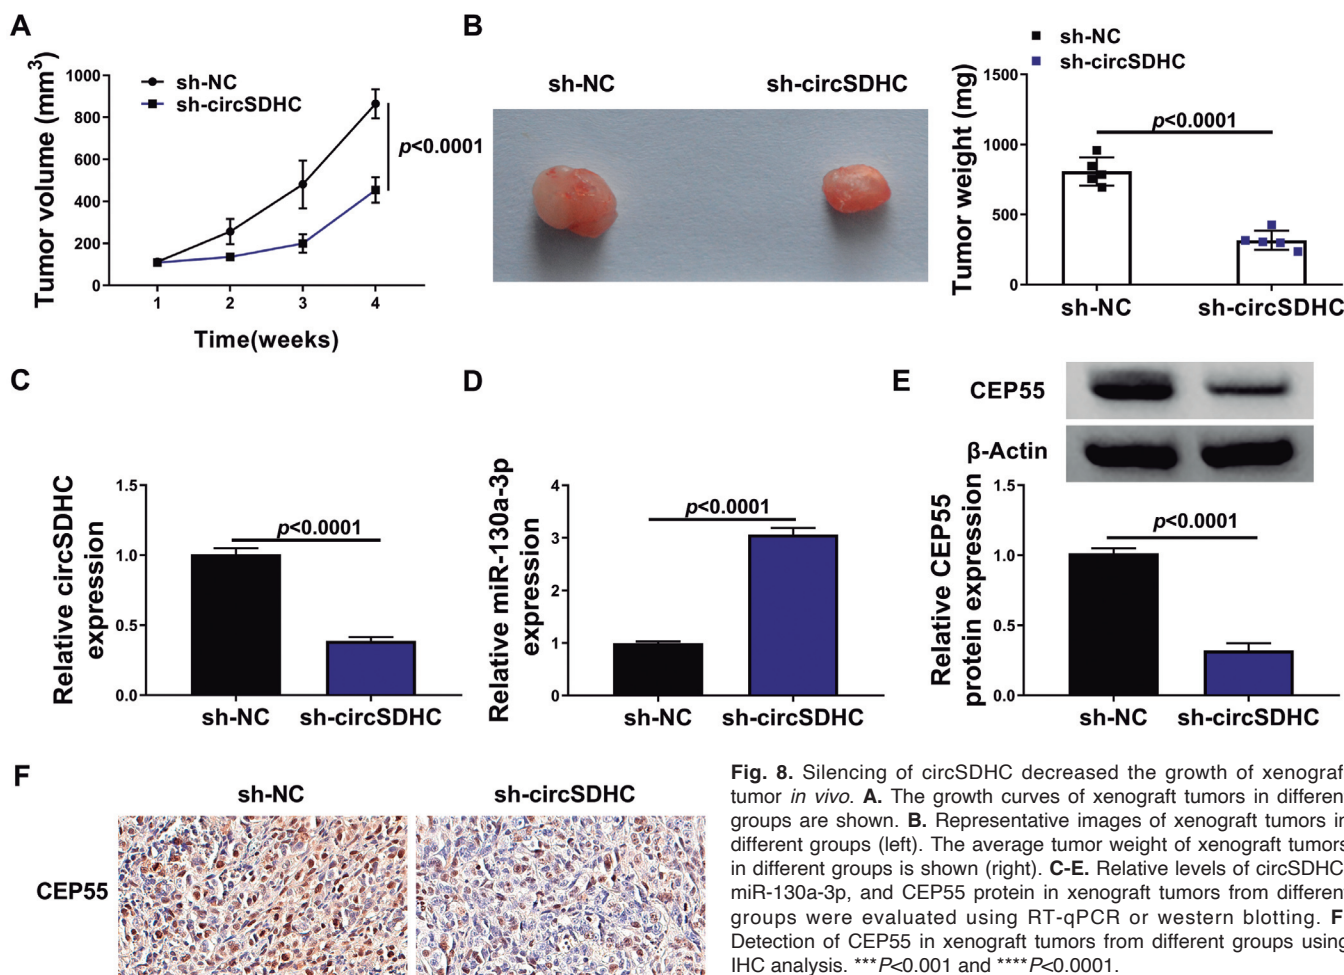 A
Tumor volume (mm3)
1000
800
600
400
200
0
sh-NC
sh-circSDHC
p<0.0001
1 2 3 4
Time(weeks)
B
sh-NC sh-circSDHC
sh-NC
sh-circSDHC
Tumor weight (mg)
1500
1000
500
0
p<0.0001
sh-NC sh-circSDHC
C
Relative circSDHC
expression
1.5
1.0
0.5
0.0
p<0.0001
sh-NC sh-circSDHC
D
Relative miR-130a-3p
expression
4
3
2
1
0
p<0.0001
sh-NC sh-circSDHC
E
CEP55
β-Actin
Relative CEP55
protein expression
1.5
1.0
0.5
0.0
p<0.0001
sh-NC sh-circSDHC
F
sh-NC sh-circSDHC
CEP55
Fig. 8. Silencing of circSDHC decreased the growth of xenograf
tumor in vivo. A. The growth curves of xenograft tumors in differen
groups are shown. B. Representative images of xenograft tumors in
different groups (left). The average tumor weight of xenograft tumors
in different groups is shown (right). C-E. Relative levels of circSDHC
miR-130a-3p, and CEP55 protein in xenograft tumors from differen
groups were evaluated using RT-qPCR or western blotting. F
Detection of CEP55 in xenograft tumors from different groups using
IHC analysis. ***P<0.001 and ****P<0.0001.